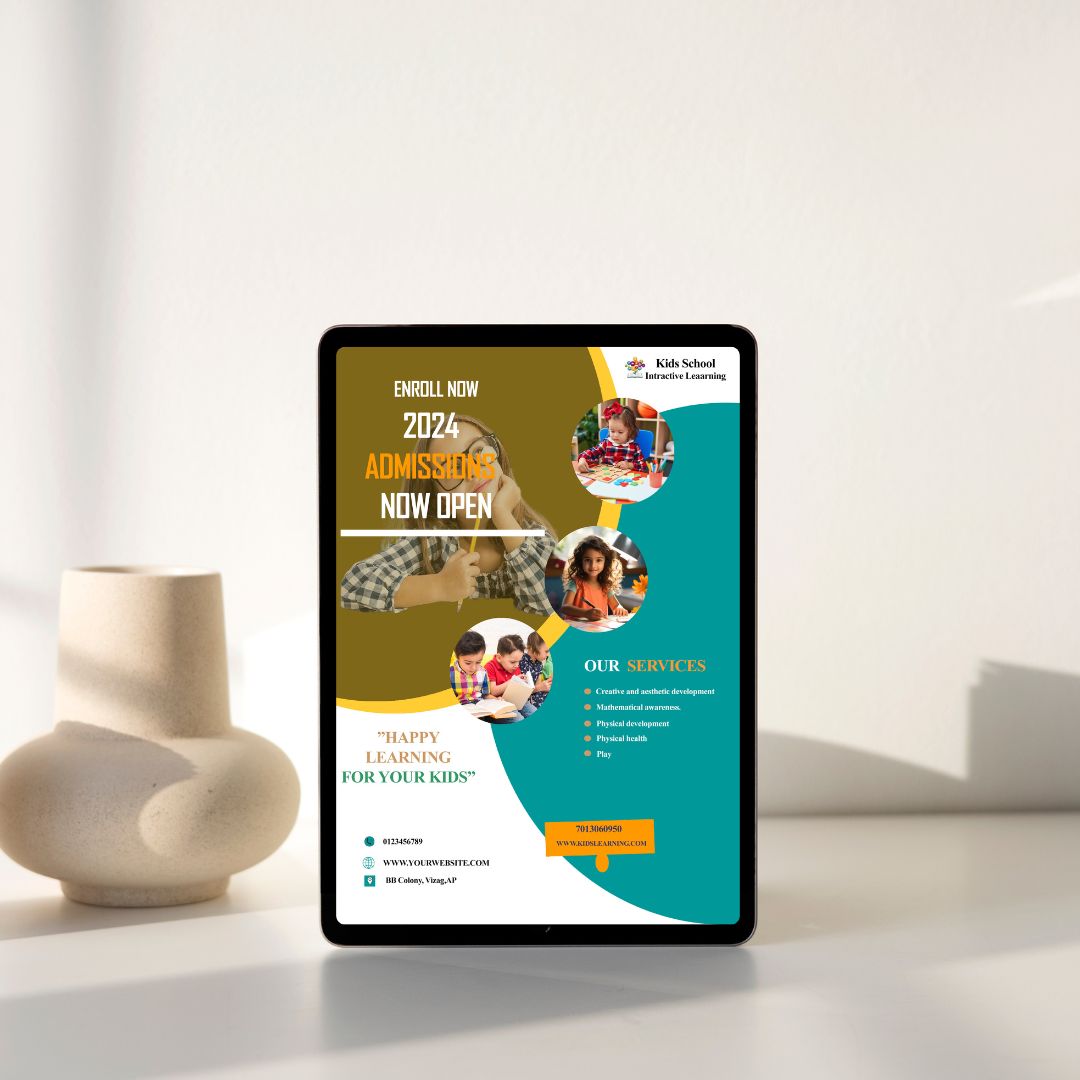 Kids School
Intractive Leaarning
ENROLL NOW
2024
ADMISSIONS
NOW OPEN
OUR SERVICES
Creative and aesthetic development
Mathematical awareness.
Physical development
Physical health
Play
”HAPPY
LEARNING
FOR YOUR KIDS”
7013060950
WWW.KIDSLEARNING.COM
0123456789
WWW.YOURWEBSITE.COM
BB Colony, Vizag,AP